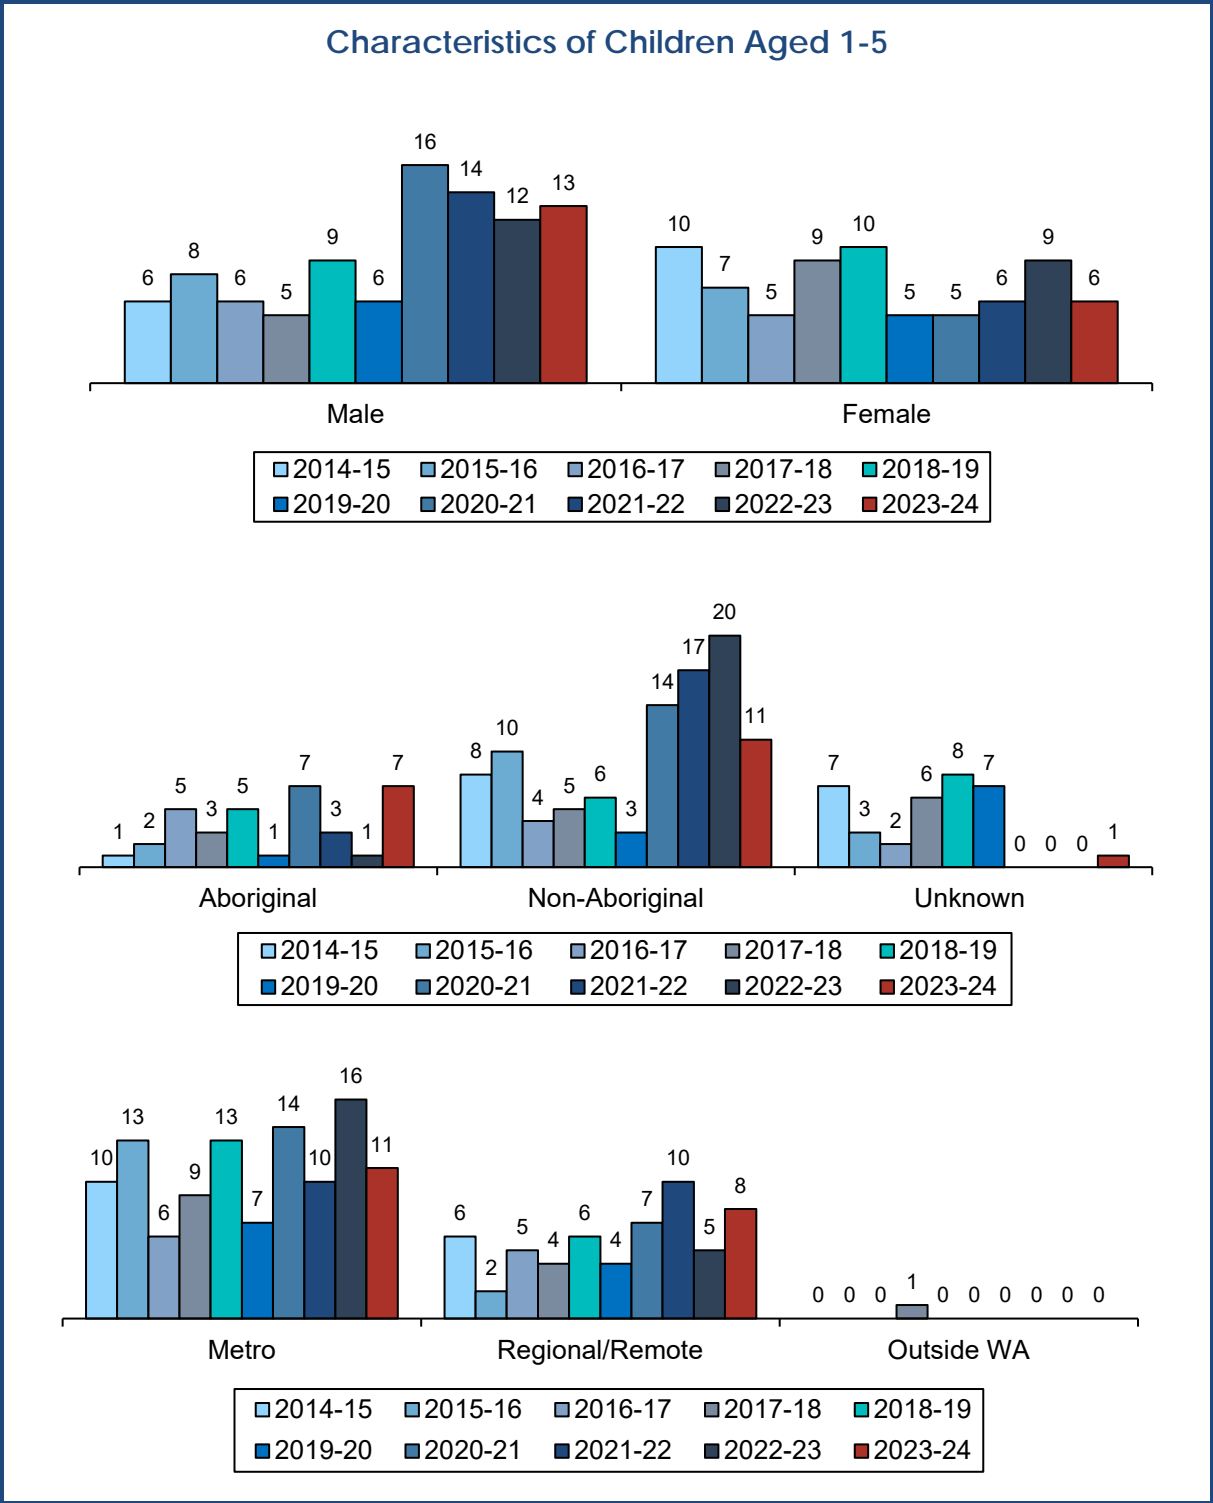 Characteristics of Children Aged 1-5
6 8 6 5 9 6 16 14 12 13 10 7 5 9 10 5 5 6 9 6
Male Female
2014-15 2015-16 2016-17 2017-18 2018-19
2019-20 2020-21 2021-22 2022-23 2023-24
1 2 5 3 5 1 7 3 1 7 8 10 4 5 6 3 14 17 20 11 7 3 2 6 8 7 0 0 0 1
Aboriginal Non-Aboriginal Unknown
2014-15 2015-16 2016-17 2017-18 2018-19
2019-20 2020-21 2021-22 2022-23 2023-24
10 13 6 9 13 7 14 10 16 11 6 2 5 4 6 4 7 10 5 8 0 0 0 1 0 0 0 0 0 0
Metro Regional/Remote Outside WA
2014-15 2015-16 2016-17 2017-18 2018-19
2019-20 2020-21 2021-22 2022-23 2023-24